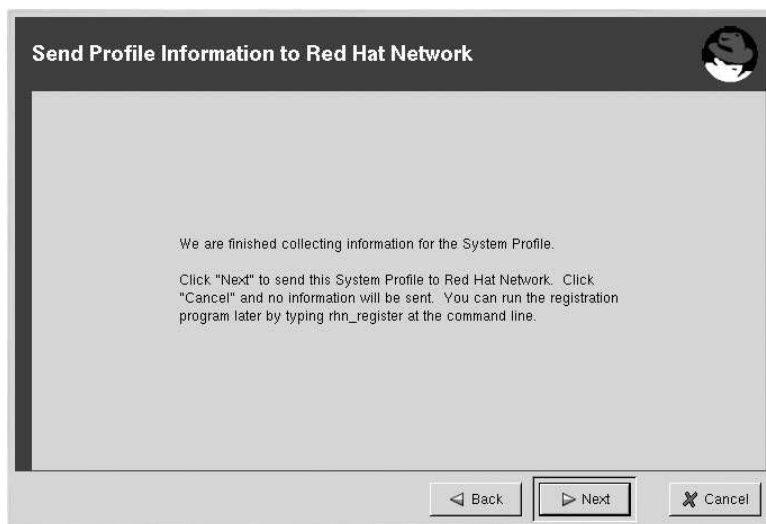 Send Profile Information to Red Hat Network
We are finished collecting information for the System Profile.
Click "Next" to send this System Profile to Red Hat Network. Click
"Cancel" and no information will be sent. You can run the registration
program later by typing rhn_register at the command line.
Back
Next
Cancel